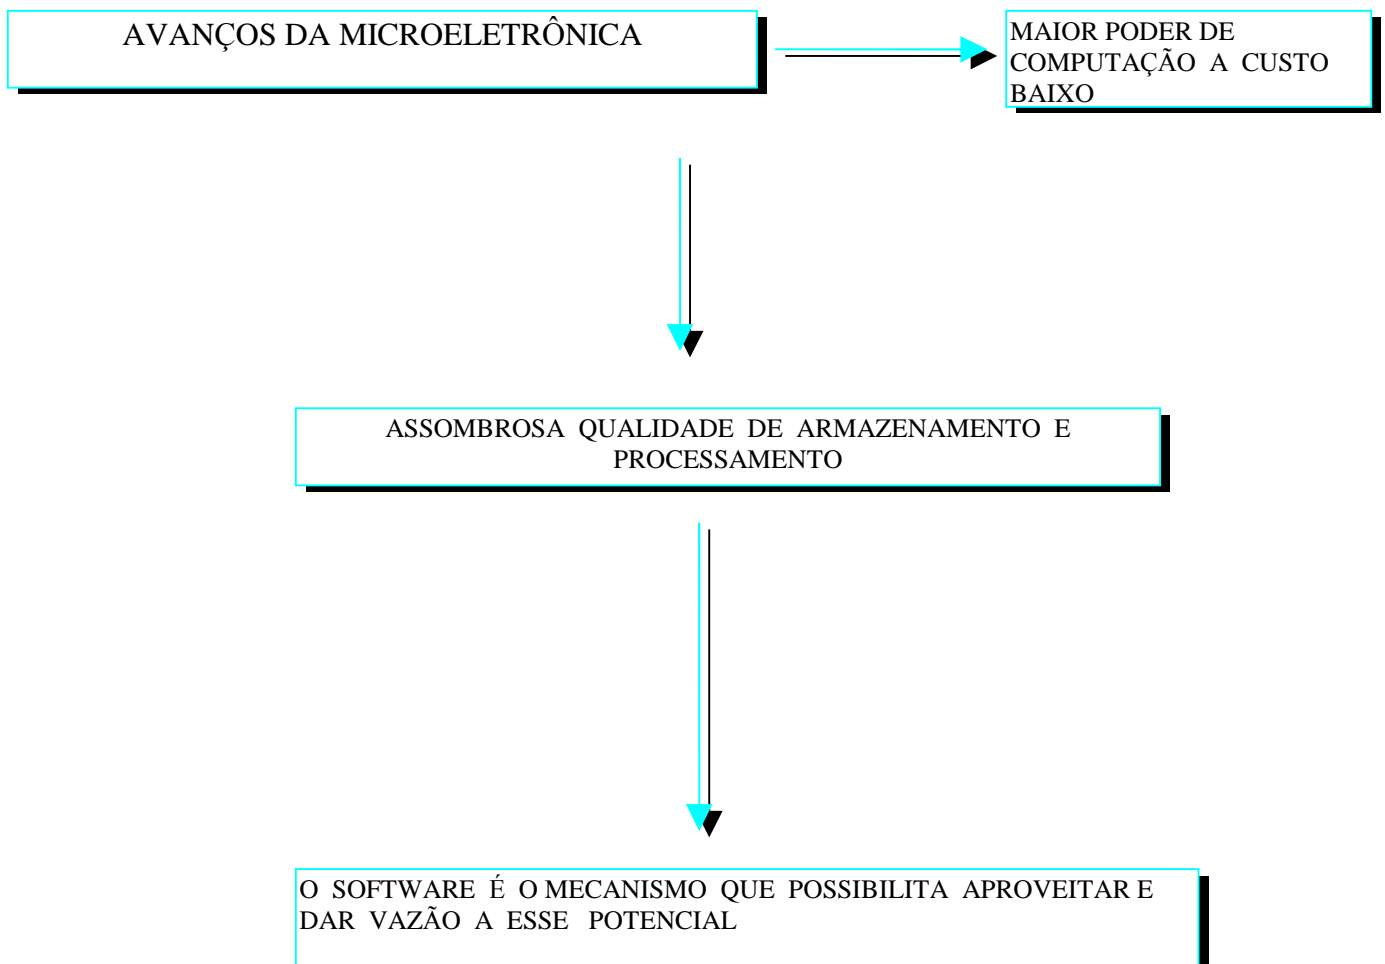 AVANÇOS DA MICROELETRÔNICA
MAIOR PODER DE
COMPUTAÇÃO A CUSTO
BAIXO
ASSOMBROSA QUALIDADE DE ARMAZENAMENTO E
PROCESSAMENTO
O SOFTWARE É O MECANISMO QUE POSSIBILITA APROVEITAR E
DAR VAZÃO A ESSE POTENCIAL